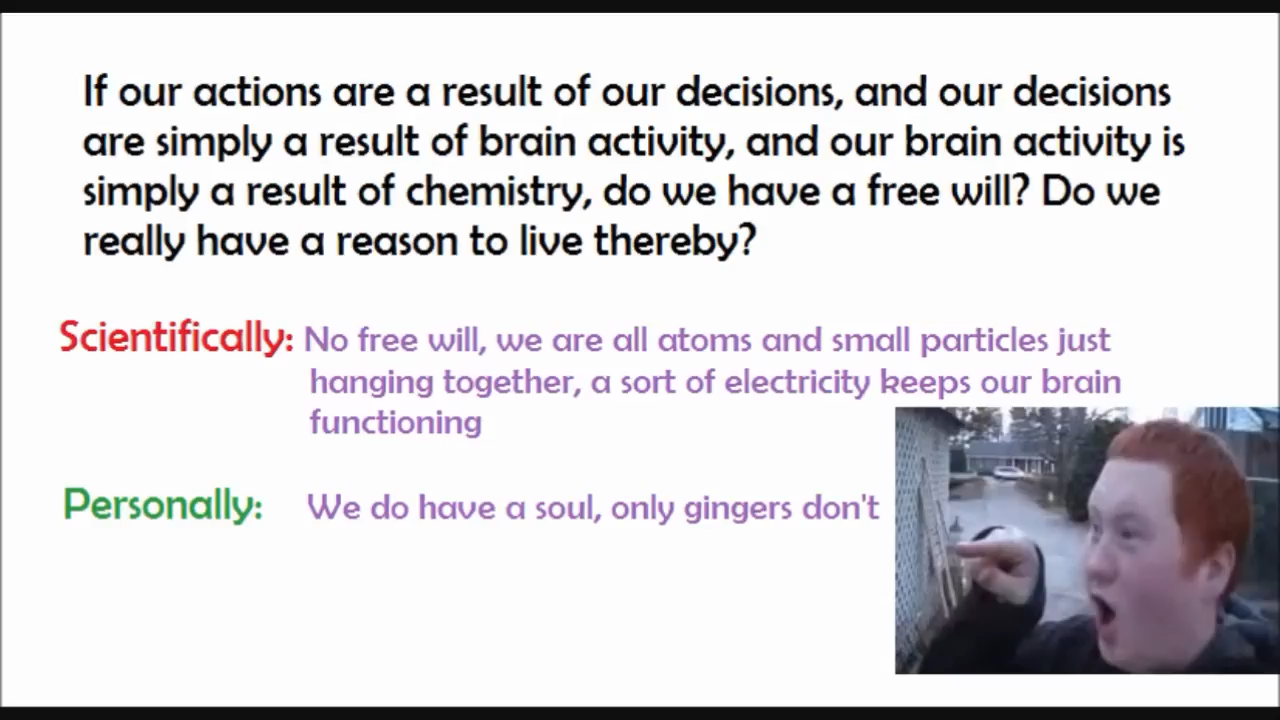 If our actions are a result of our decisions, and our decisions
are simply a result of brain activity, and our brain activity is
simply a result of chemistry, do we have a free will? Do we
really have a reason to live thereby?
Scientifically: No free will, we are all atoms and small particles just
hanging together, a sort of electricity keeps our brain
functioning
Personally: We do have a soul, only gingers don't